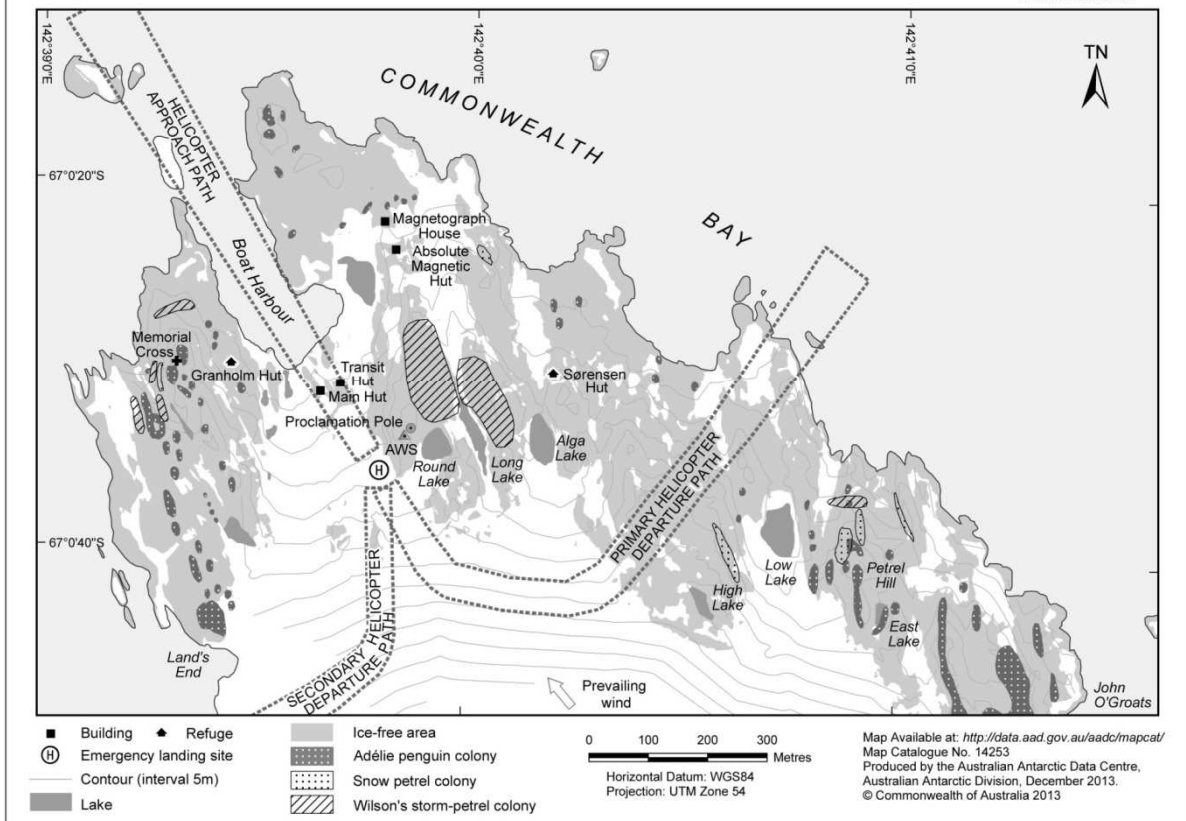 142°39'0"E
142°40'0"E
142°41'0"E
TN
COMMONWEALTH
BAY
HELICOPTER
APPROACH PATH
67°0'20"S
Boat Harbour
Magnetograph
House
Absolute
Magnetic
Hut
Memorial
Cross
Granholm Hut
Transit
Hut
Main Hut
Sørensen
Hut
Proclamation Pole
AWS
Round
Lake
Long
Lake
Alga
Lake
H
PRIMARY HELICOPTER
DEPARTURE PATH
67°0'40"S
Low
Lake
High
Lake
Petrel
Hill
East
Lake
SECONDARY HELICOPTER
DEPARTURE PATH
Land's
End
Prevailing
wind
John
O'Groats
Building
Refuge
H Emergency landing site
Contour (interval 5m)
Lake
Ice-free area
Adélie penguin colony
Snow petrel colony
Wilson's storm-petrel colony
0 100 200 300
Metres
Horizontal Datum: WGS84
Projection: UTM Zone 54
Map Available at: http://data.aad.gov.au/aadc/mapcat/
Map Catalogue No. 14253
Produced by the Australian Antarctic Data Centre,
Australian Antarctic Division, December 2013.
© Commonwealth of Australia 2013